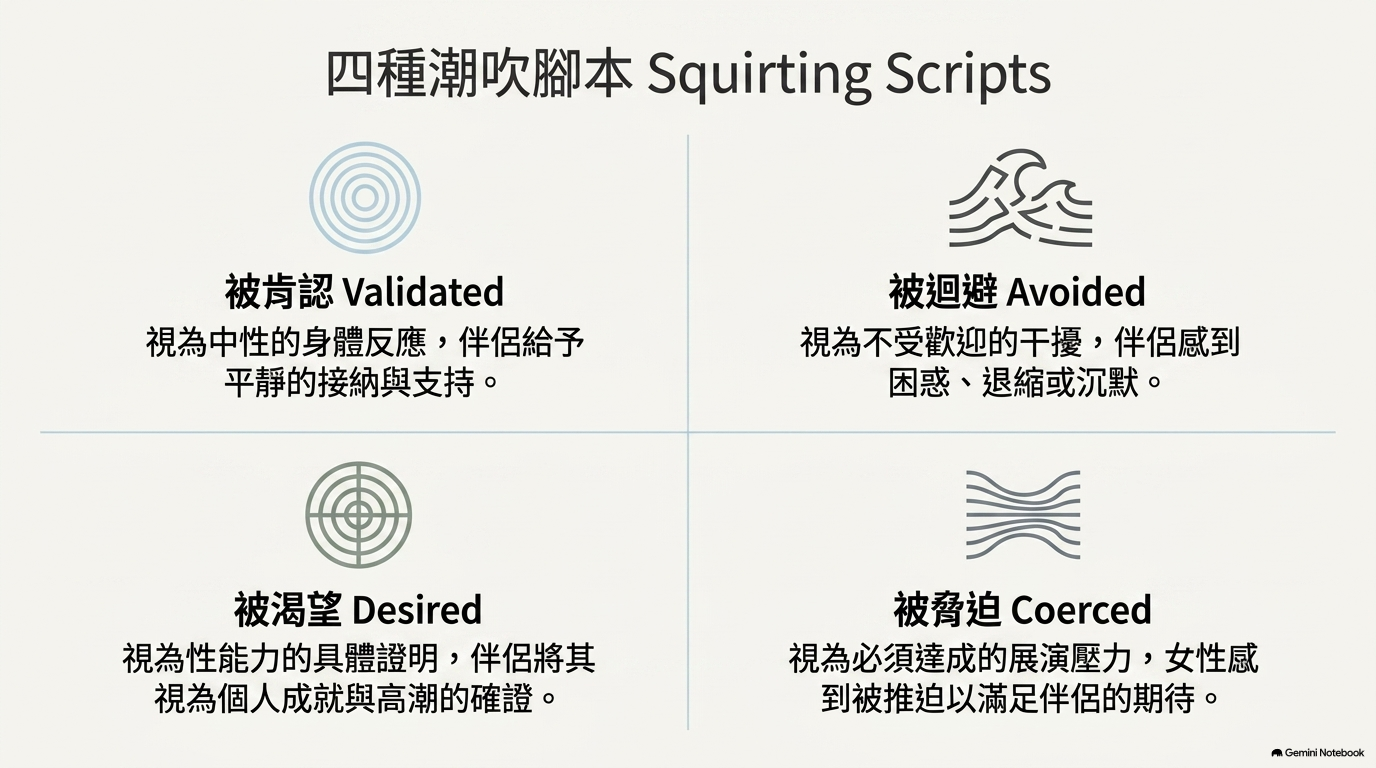 四種潮吹腳本 Squirting Scripts
被肯認 Validated
視為中性的身體反應，伴侶給予
平靜的接納與支持。
被迴避 Avoided
視為不受歡迎的干擾，伴侶感到
困惑、退縮或沉默。
被渴望 Desired
視為性能力的具體證明，伴侶將其
視為個人成就與高潮的確證。
被脅迫 Coerced
視為必須達成的展演壓力，女性感
到被推迫以滿足伴侶的期待。
Gemini Notebook